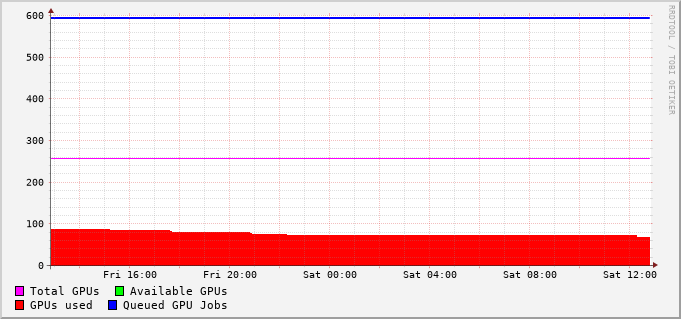 RRDTOOL / TOBI OETIKER
600
500
400
300
200
100
0
Fri 16:00 Fri 20:00 Sat 00:00 Sat 04:00 Sat 08:00 Sat 12:00
Total GPUs Available GPUs
GPUs used Queued GPU Jobs